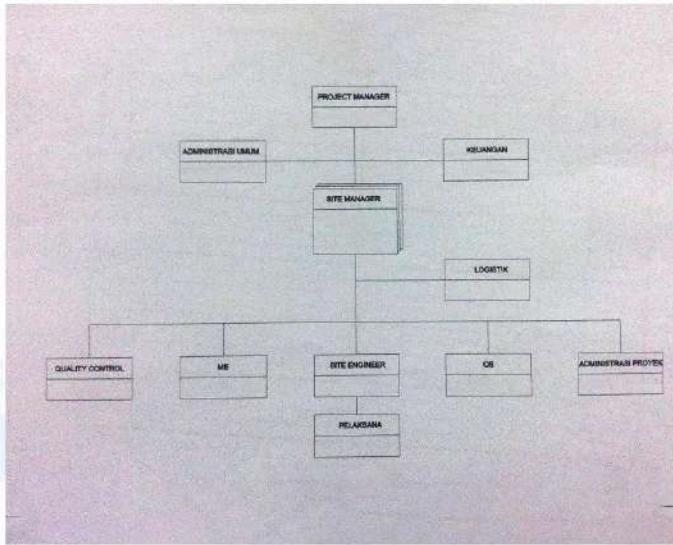 PROJECT MANAGER
ADMINISTRASI UMUM
KEUANGAN
SITE MANAGER
LOGISTIK
QUALITY CONTROL
ME
SITE ENGINEER
QS
ADMINISTRASI PROYEK
PELAKSANA